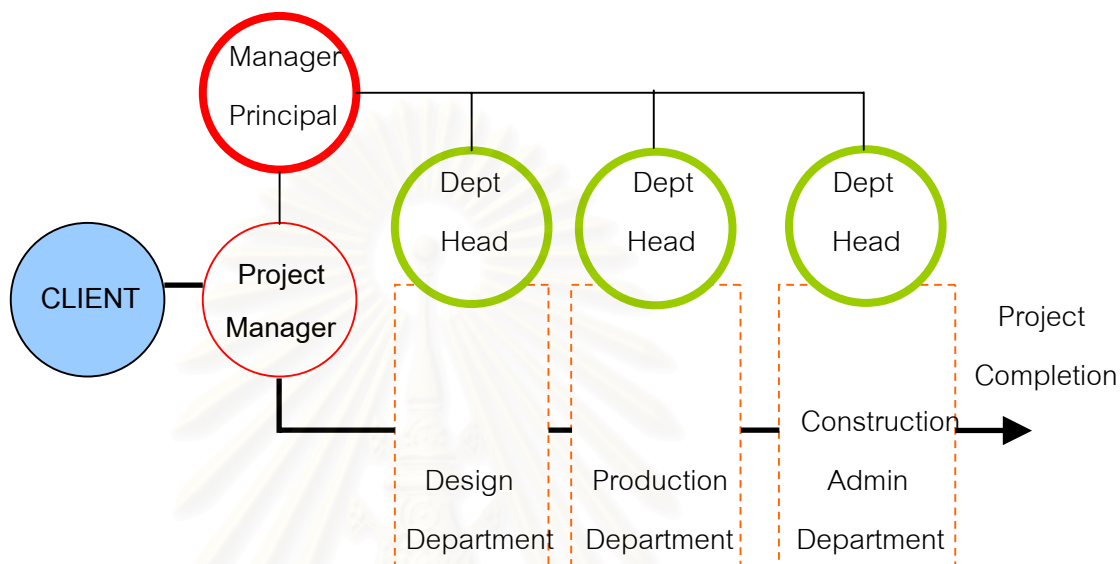 Manager
Principal
Dept
Head
Dept
Head
Dept
Head
CLIENT
Project
Manager
Project
Completion
Design
Department
Production
Department
Construction
Admin
Department